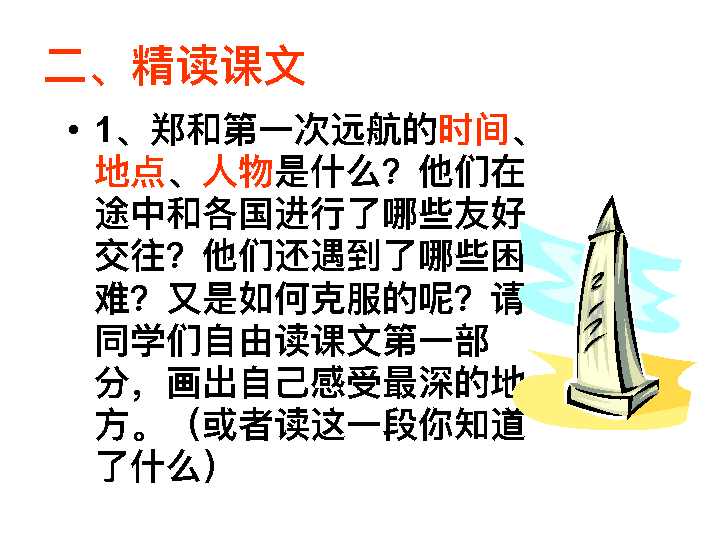 二、精读课文
• 1、郑和第一次远航的时间、
地点、人物是什么？他们在
途中和各国进行了哪些友好
交往？他们还遇到了哪些困
难？又是如何克服的呢？请
同学们自由读课文第一部
分，画出自己感受最深的地
方。（或者读这一段你知道
了什么）